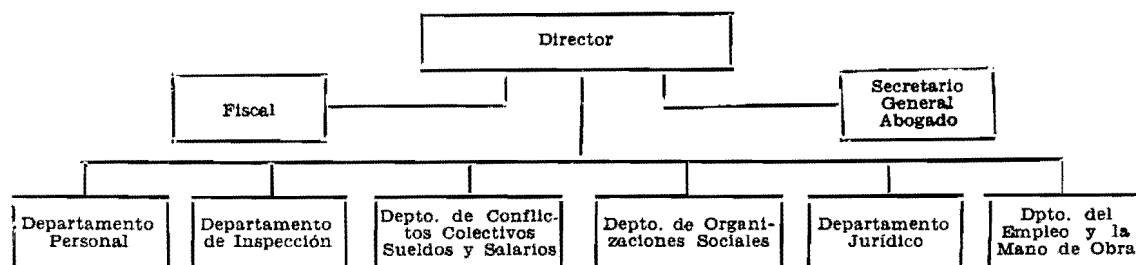 Director
Fiscal
Secretario
General
Abogado
Departamento
Personal
Departamento
de Inspección
Depto. de Conflic-
tos Colectivos
Sueldos y Salarios
Depto. de Organi-
zaciones Sociales
Departamento
Jurídico
Dpto. del
Empleo y la
Mano de Obra